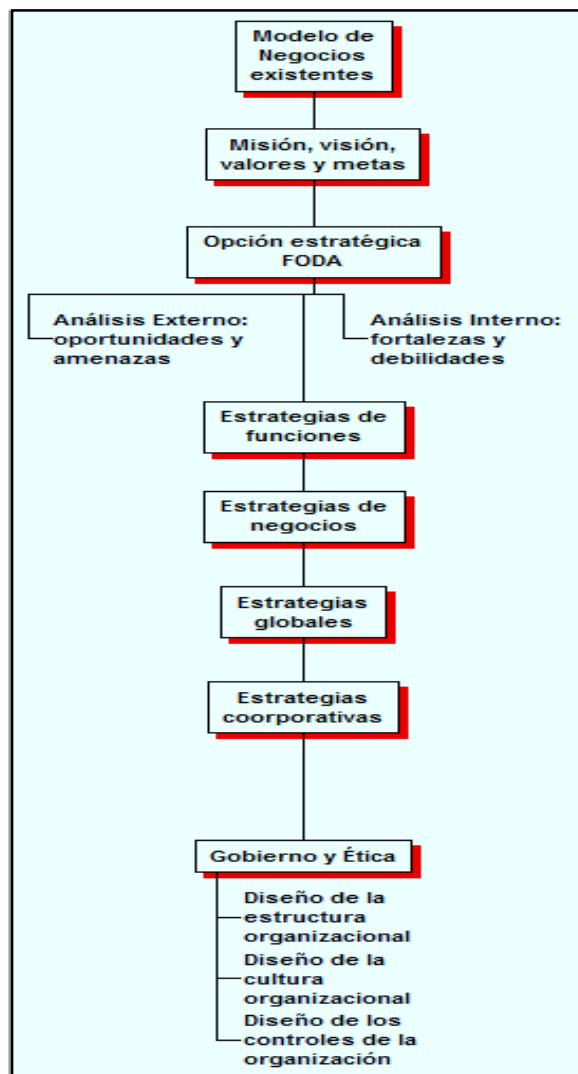 Modelo de
Negocios
existentes
Misión, visión,
valores y metas
Opción estratégica
FODA
Análisis Externo:
oportunidades y
amenazas
Análisis Interno:
fortalezas y
debilidades
Estrategias de
funciones
Estrategias de
negocios
Estrategias
globales
Estrategias
coorporativas
Gobierno y Ética
Diseño de la
estructura
organizacional
Diseño de la
cultura
organizacional
Diseño de los
controles de la
organización